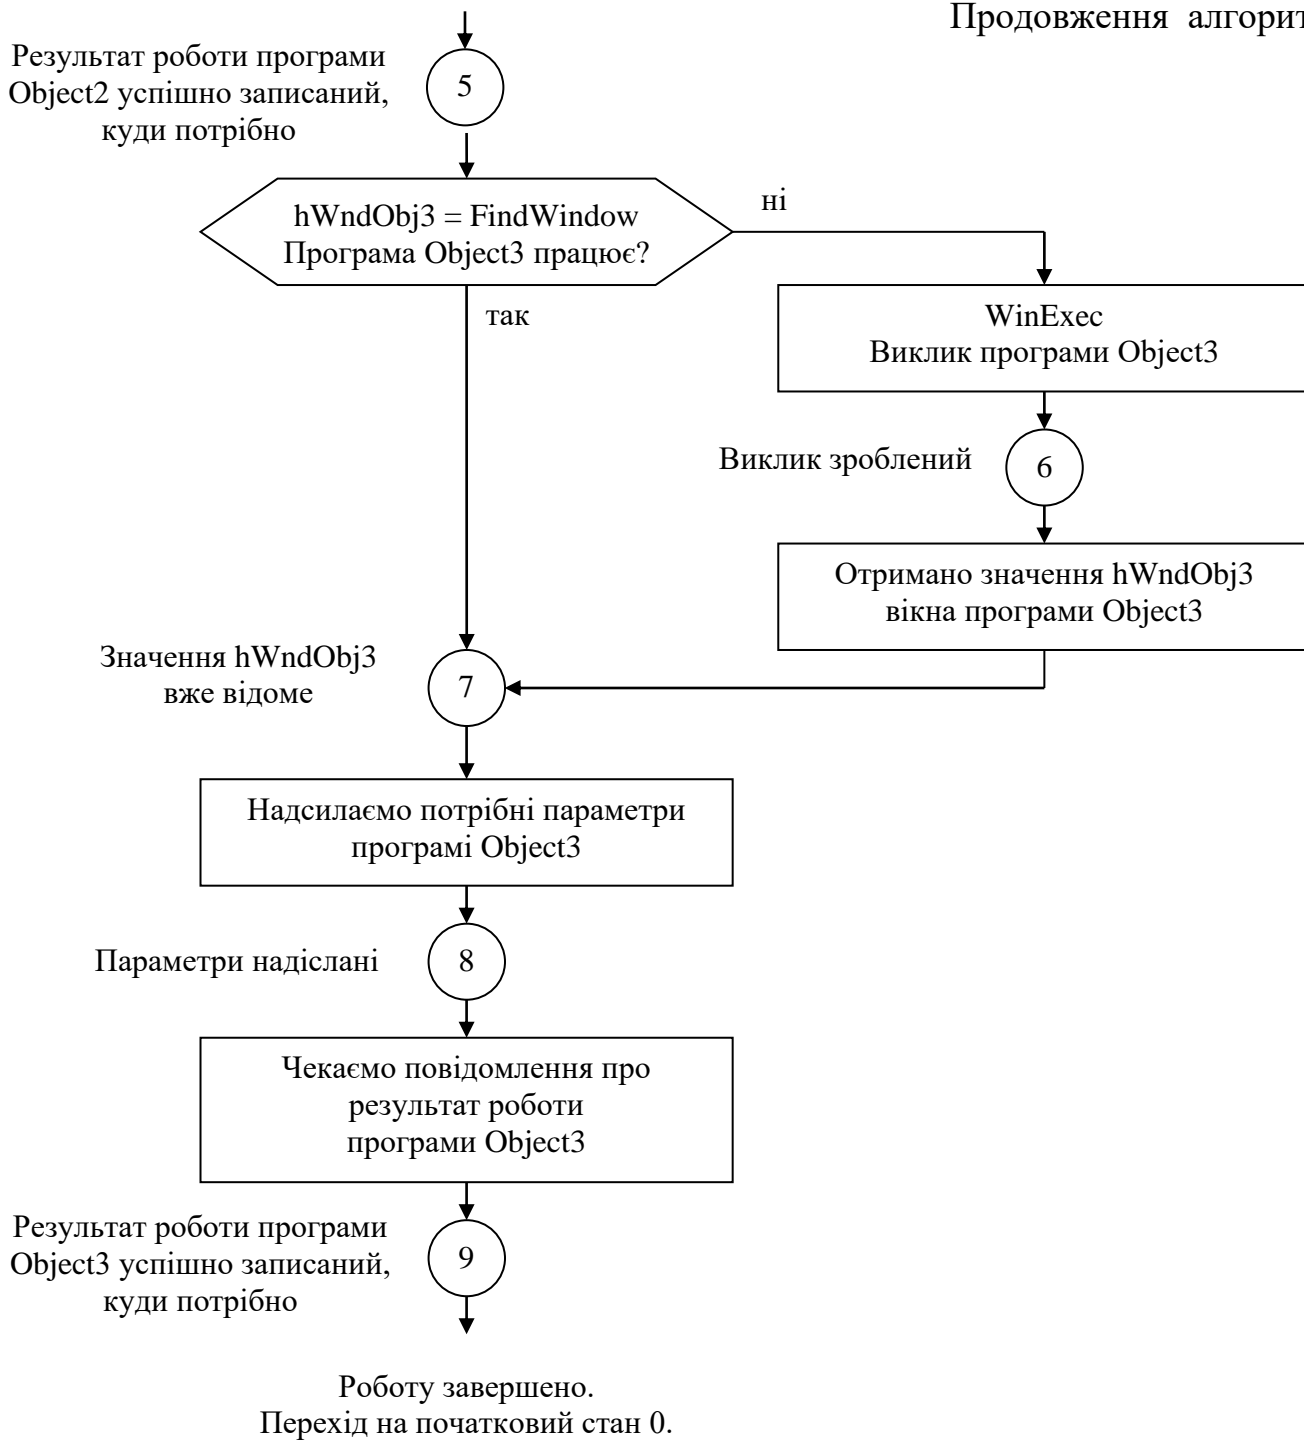 Продовження алгорит
Результат роботи програми
Object2 успішно записаний,
куди потрібно
5
hWndObj3 = FindWindow
Програма Object3 працює?
ні
так
WinExec
Виклик програми Object3
Виклик зроблений
6
Отримано значення hWndObj3
вікна програми Object3
Значення hWndObj3
вже відоме
7
Надсилаємо потрібні параметри
програмі Object3
Параметри надіслані
8
Чекаємо повідомлення про
результат роботи
програми Object3
Результат роботи програми
Object3 успішно записаний,
куди потрібно
9
Роботу завершено.
Перехід на початковий стан 0.